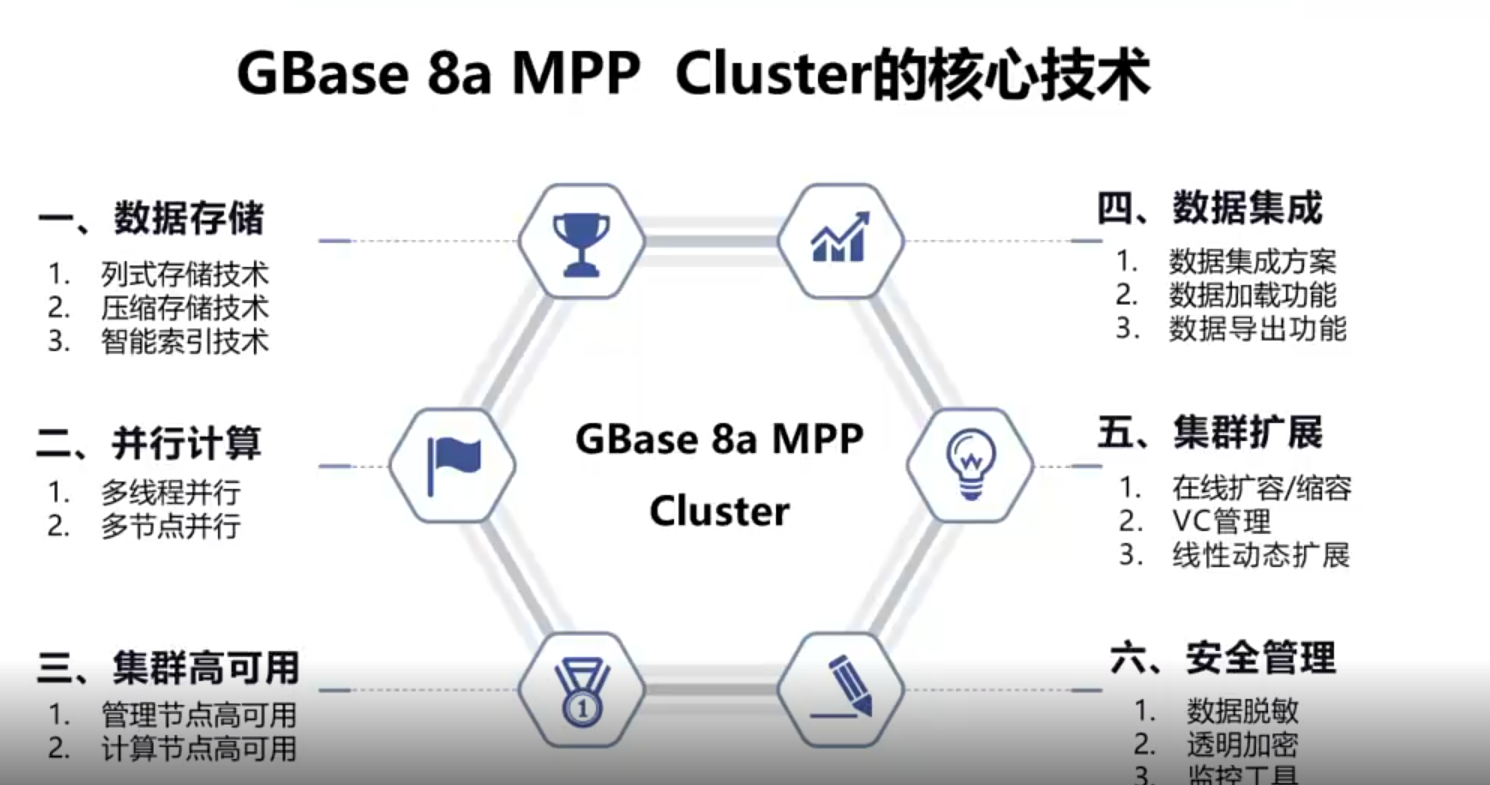 GBase 8a MPP Cluster的核心技术
一、数据存储
1. 列式存储技术
2. 压缩存储技术
3. 智能索引技术
二、并行计算
1. 多线程并行
2. 多节点并行
三、集群高可用
1. 管理节点高可用
2. 计算节点高可用
GBase 8a MPP
Cluster
1
四、数据集成
1. 数据集成方案
2. 数据加载功能
3. 数据导出功能
五、集群扩展
1. 在线扩容/缩容
2. VC管理
3. 线性动态扩展
六、安全管理
1. 数据脱敏
2. 透明加密
3. 监控工具